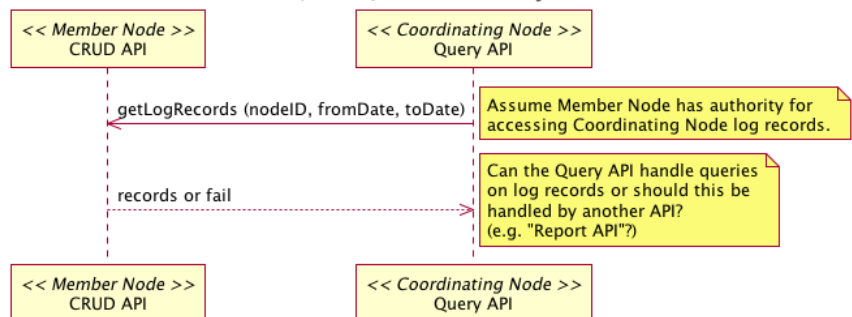 << Member Node >>
CRUD API
<< Coordinating Node >>
Query API
getLogRecords (nodeID, fromDate, toDate)
Assume Member Node has authority for
accessing Coordinating Node log records.
records or fail
Can the Query API handle queries
on log records or should this be
handled by another API?
(e.g. "Report API"?)
<< Member Node >>
CRUD API
<< Coordinating Node >>
Query API